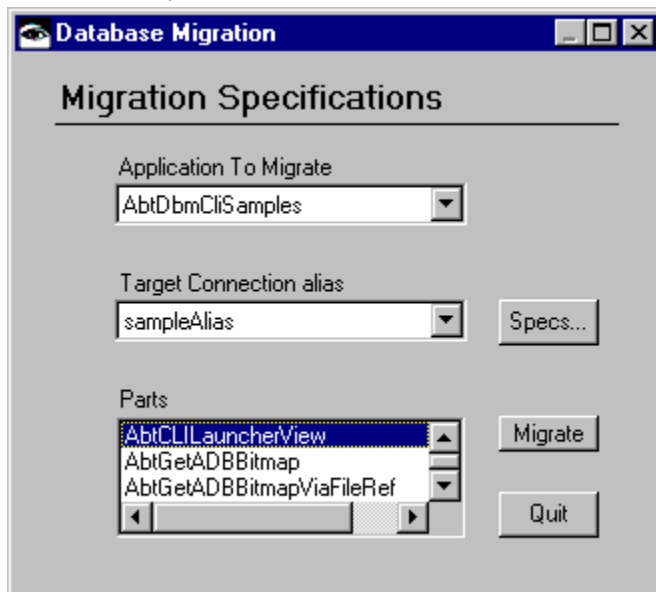 Database Migration
Migration Specifications
Application To Migrate
AbtDbmCliSamples
Target Connection alias
sampleAlias
Specs...
Parts
AbtCLILauncherView
AbtGetADBBitmap
AbtGetADBBitmapViaFileRef
Migrate
Quit